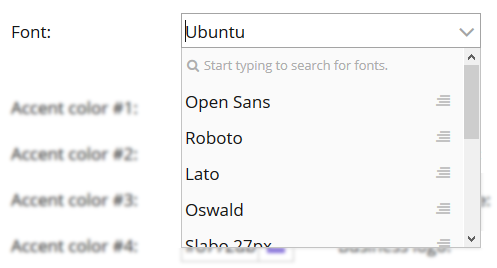 Font:
Ubuntu
Start typing to search for fonts.
Open Sans
Accent color #1:
Roboto
Accent color #2:
Lato
Accent color #3:
Oswald
Slabo 27px
Accent color #4: